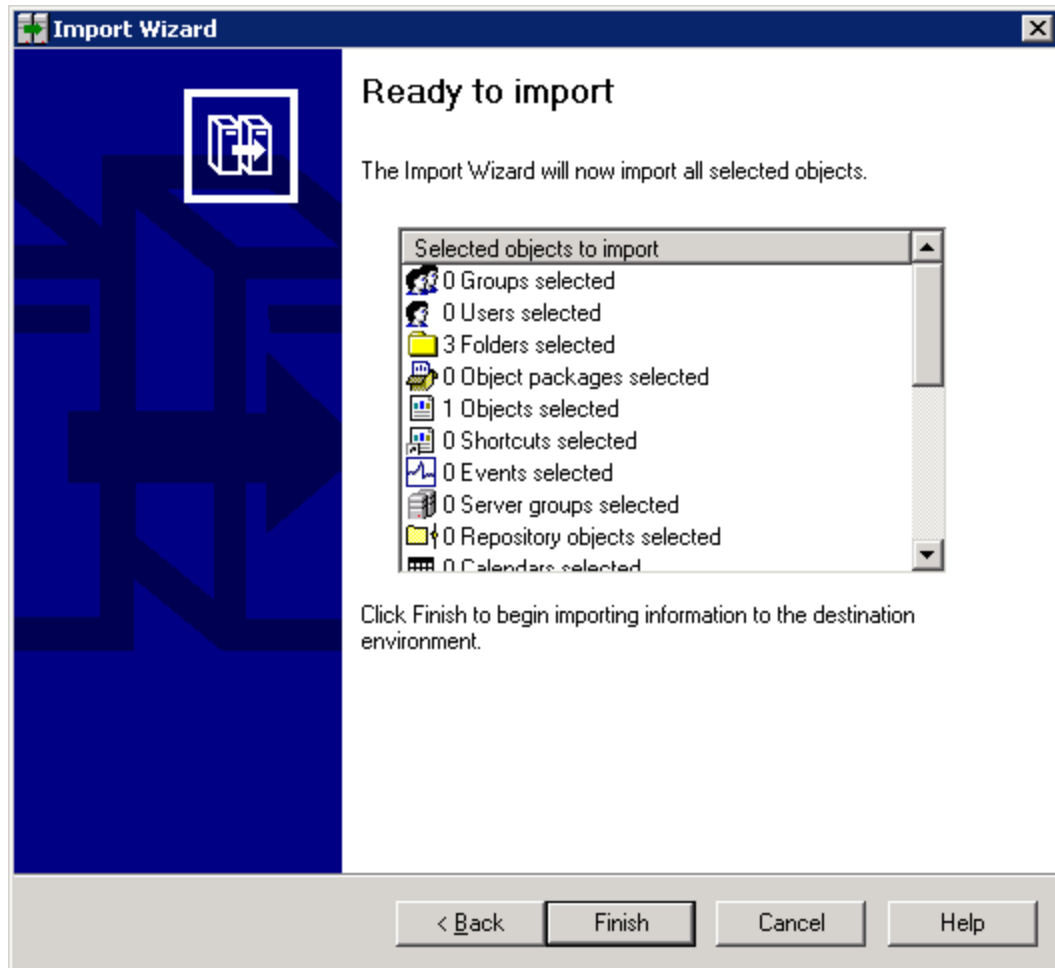 Import Wizard
Ready to import
The Import Wizard will now import all selected objects.
Selected objects to import
0 Groups selected
0 Users selected
3 Folders selected
0 Object packages selected
1 Objects selected
0 Shortcuts selected
0 Events selected
0 Server groups selected
0 Repository objects selected
0 Calendars selected
Click Finish to begin importing information to the destination
environment.
< Back Finish Cancel Help